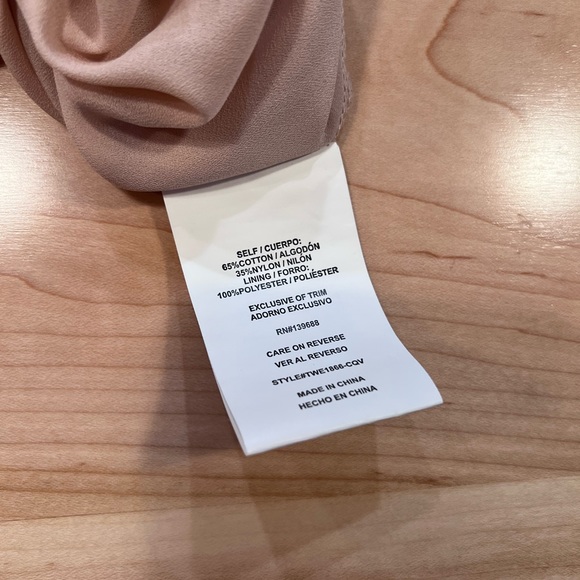 SELF / CUERPO:
65%COTTON / ALGODÓN
35%NYLON / NILÓN
LINING / FORRO:
100%POLYESTER / POLIÉSTER
EXCLUSIVE OF TRIM
ADORNO EXCLUSIVO
RN#139688
CARE ON REVERSE
VER AL REVERSO
STYLE#TWE1866-CQV
MADE IN CHINA
HECHO EN CHINA